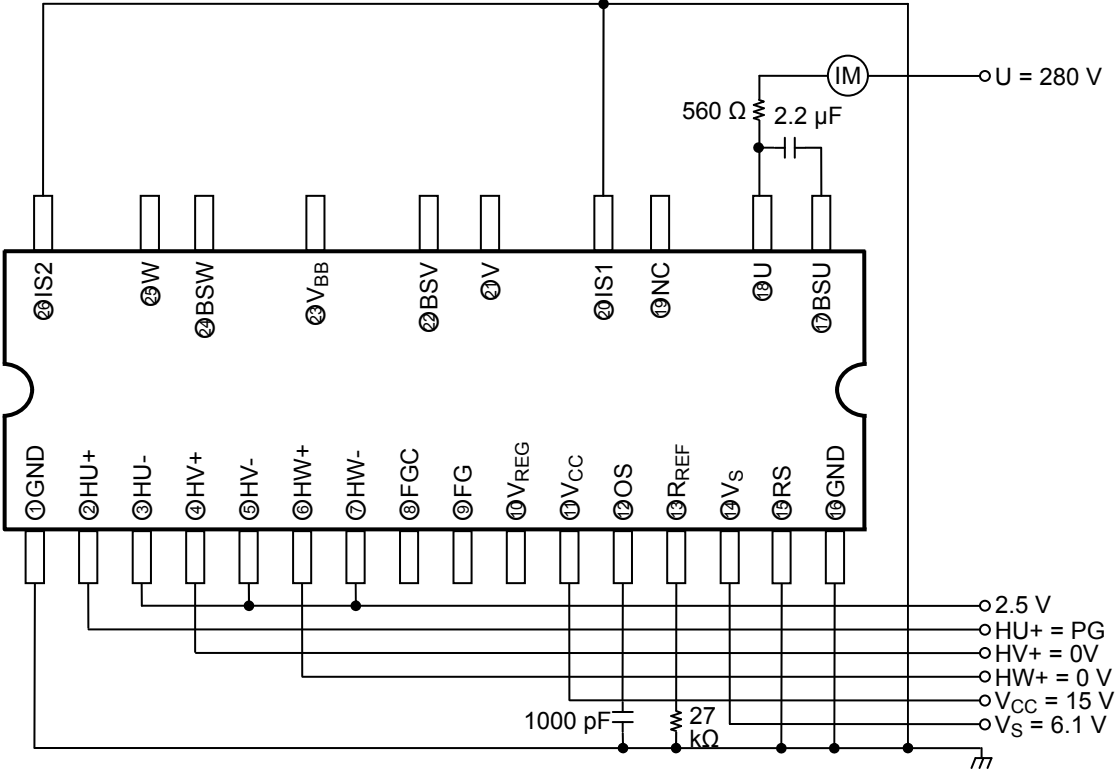 IM
U = 280 V
560 Ω
2.2 µF
㉖IS2
㉕W
㉔BSW
㉓VBB
㉒BSV
㉑V
⑳IS1
⑲NC
⑱U
⑰BSU
①GND
②HU+
③HU-
④HV+
⑤HV-
⑥HW+
⑦HW-
⑧FGC
⑨FG
⑩VREG
⑪VCC
⑫OS
⑬RREF
⑭VS
⑮RS
⑯GND
2.5 V
HU+ = PG
HV+ = 0V
HW+ = 0 V
VCC = 15 V
VS = 6.1 V
1000 pF
27
kΩ